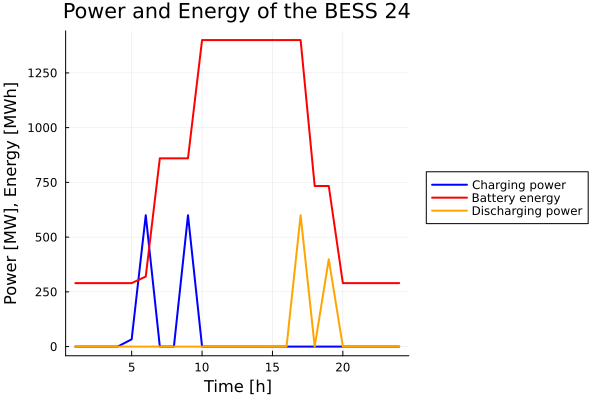 Power and Energy of the BESS 24
Power [MW], Energy [MWh]
1250
1000
750
500
250
0
5
10
15
20
Time [h]
Charging power
Battery energy
Discharging power